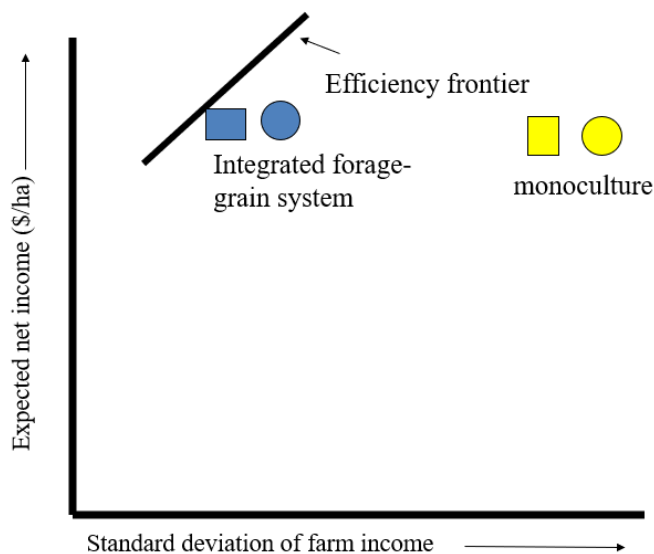 Efficiency frontier
Integrated forage-
grain system
monoculture
Expected net income ($/ha)
Standard deviation of farm income